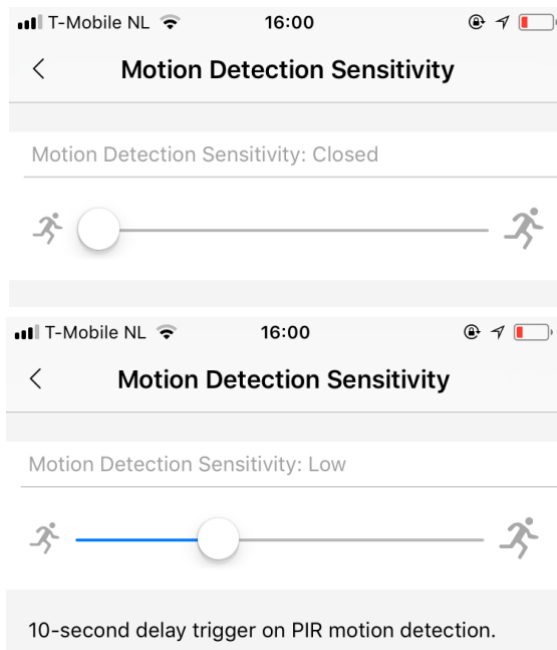 T-Mobile NL 16:00
Motion Detection Sensitivity
Motion Detection Sensitivity: Closed
T-Mobile NL 16:00
Motion Detection Sensitivity
Motion Detection Sensitivity: Low
10-second delay trigger on PIR motion detection.